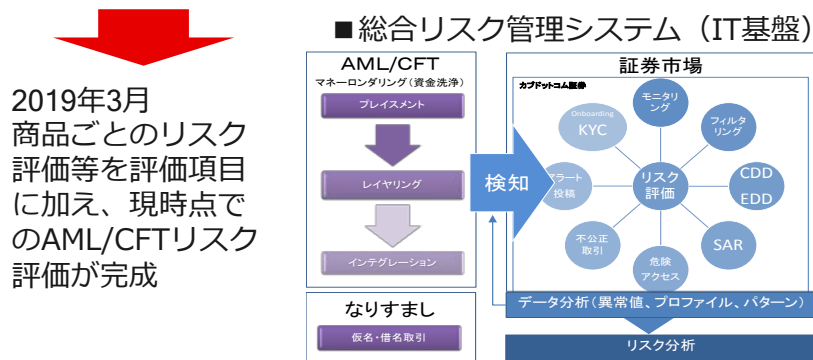 2019年3月
商品ごとのリスク
評価等を評価項目
に加え、現時点で
のAML/CFTリスク
評価が完成
■総合リスク管理システム（IT基盤）
AML/CFT
マネーロンダリング（資金洗浄）
プレイスメント
レイヤリング
インテグレーション
なりすまし
仮名・借名取引
検知
証券市場
カブドットコム証券
モニタリ
ング
フィルタ
リング
CDD
EDD
SAR
危険
アクセス
不公正
取引
アラート
投稿
Onboarding
KYC
リスク
評価
データ分析（異常値、プロファイル、パターン）
リスク分析